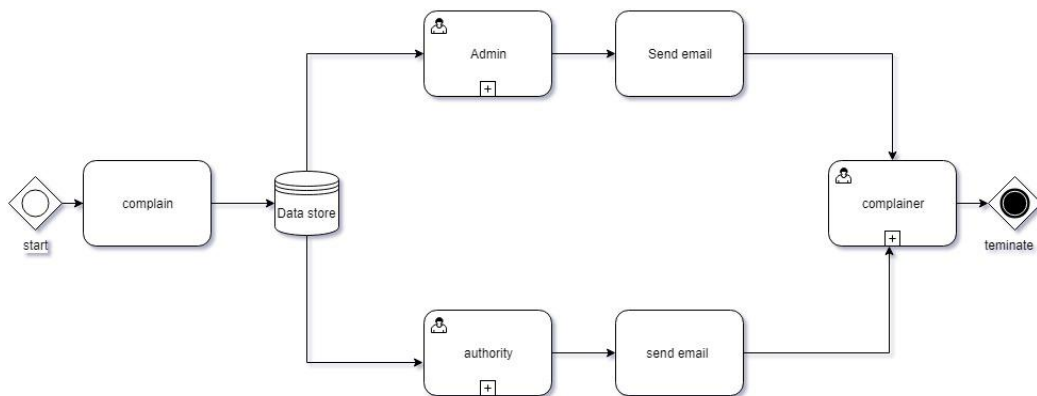 Admin
Send email
complain
Data store
complainer
start
teminate
authority
send email